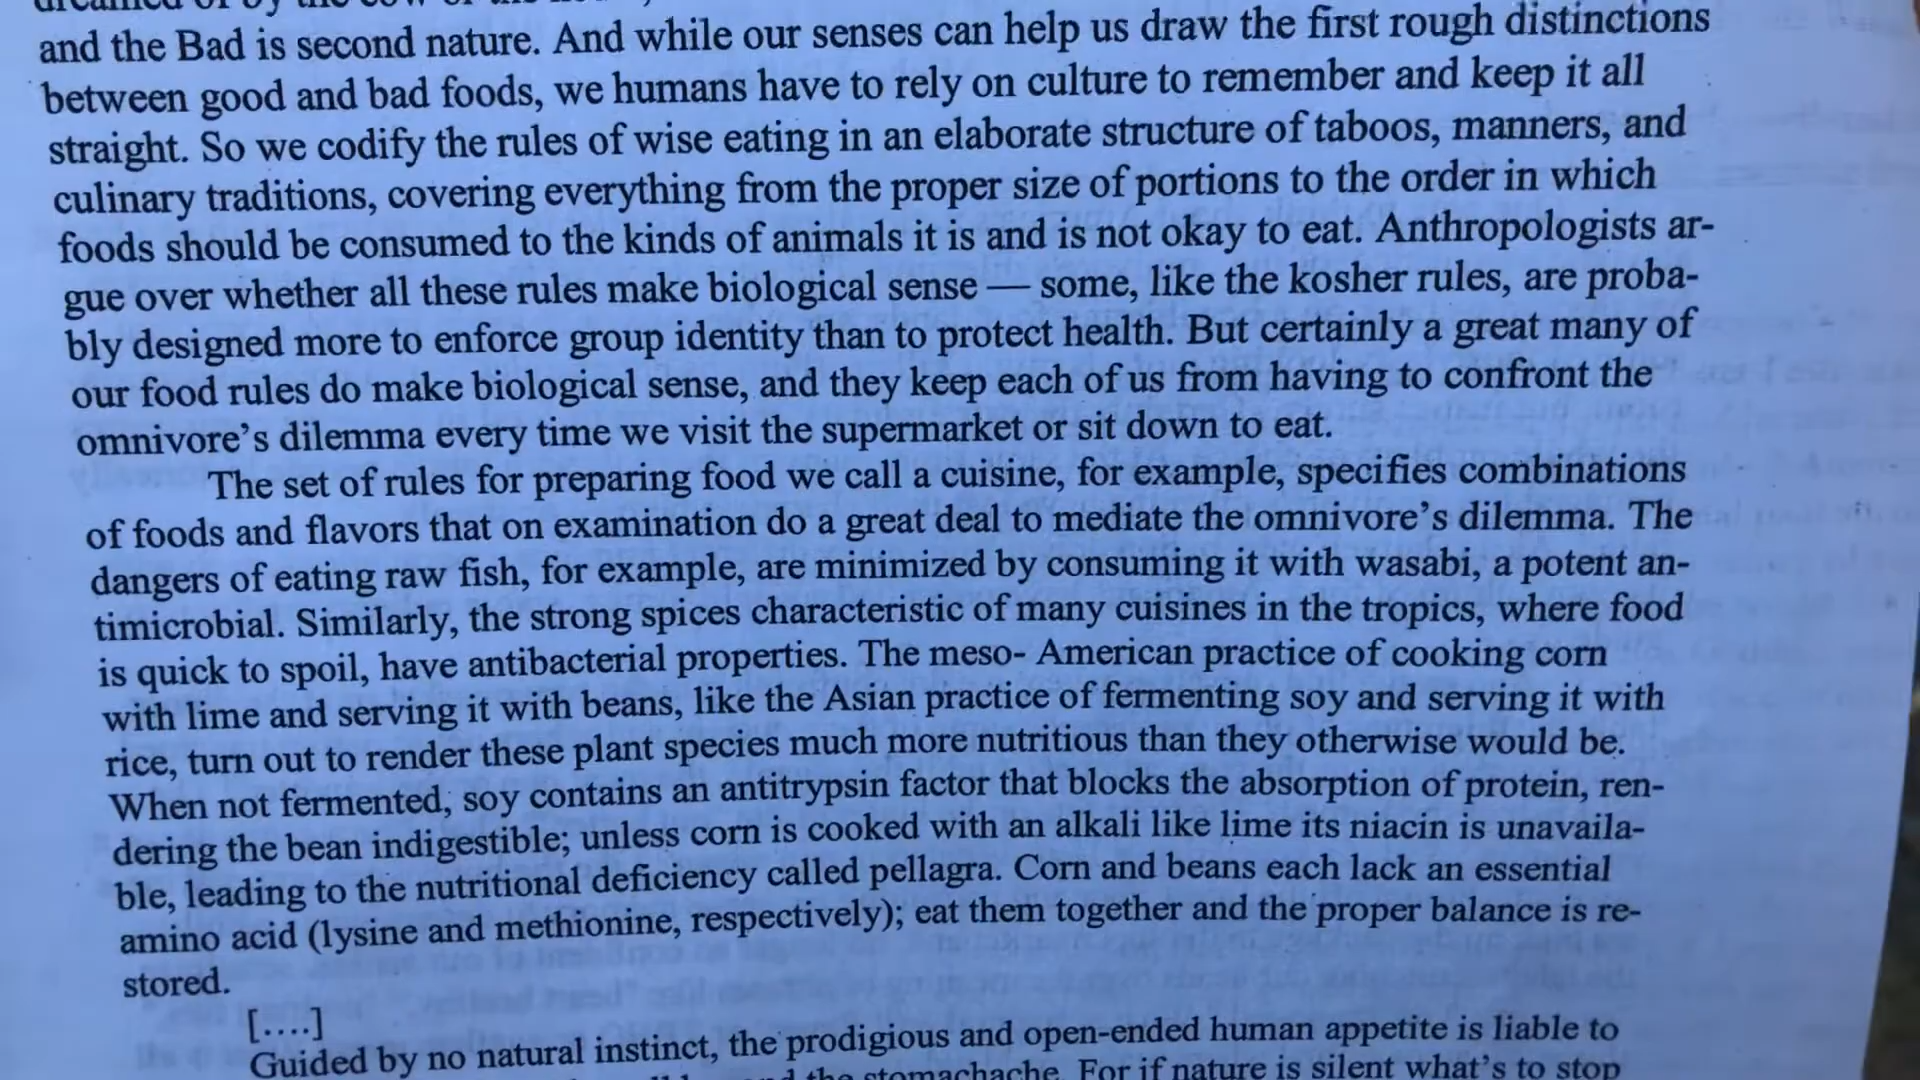 dreamed of by the cow or the
and the Bad is second nature. And while our senses can help us draw the first rough distinctions
between good and bad foods, we humans have to rely on culture to remember and keep it all
straight. So we codify the rules of wise eating in an elaborate structure of taboos, manners, and
culinary traditions, covering everything from the proper size of portions to the order in which
foods should be consumed to the kinds of animals it is and is not okay to eat. Anthropologists ar-
gue over whether all these rules make biological sense — some, like the kosher rules, are proba-
bly designed more to enforce group identity than to protect health. But certainly a great many of
our food rules do make biological sense, and they keep each of us from having to confront the
omnivore's dilemma every time we visit the supermarket or sit down to eat.
The set of rules for preparing food we call a cuisine, for example, specifies combinations
of foods and flavors that on examination do a great deal to mediate the omnivore's dilemma. The
dangers of eating raw fish, for example, are minimized by consuming it with wasabi, a potent an-
timicrobial. Similarly, the strong spices characteristic of many cuisines in the tropics, where food
is quick to spoil, have antibacterial properties. The meso- American practice of cooking corn
with lime and serving it with beans, like the Asian practice of fermenting soy and serving it with
rice, turn out to render these plant species much more nutritious than they otherwise would be.
When not fermented, soy contains an antitrypsin factor that blocks the absorption of protein, ren-
dering the bean indigestible; unless corn is cooked with an alkali like lime its niacin is unavaila-
ble, leading to the nutritional deficiency called pellagra. Corn and beans each lack an essential
amino acid (lysine and methionine, respectively); eat them together and the proper balance is re-
stored.
[....]
Guided by no natural instinct, the prodigious and open-ended human appetite is liable to
the stomachache. For if nature is silent what's to stop